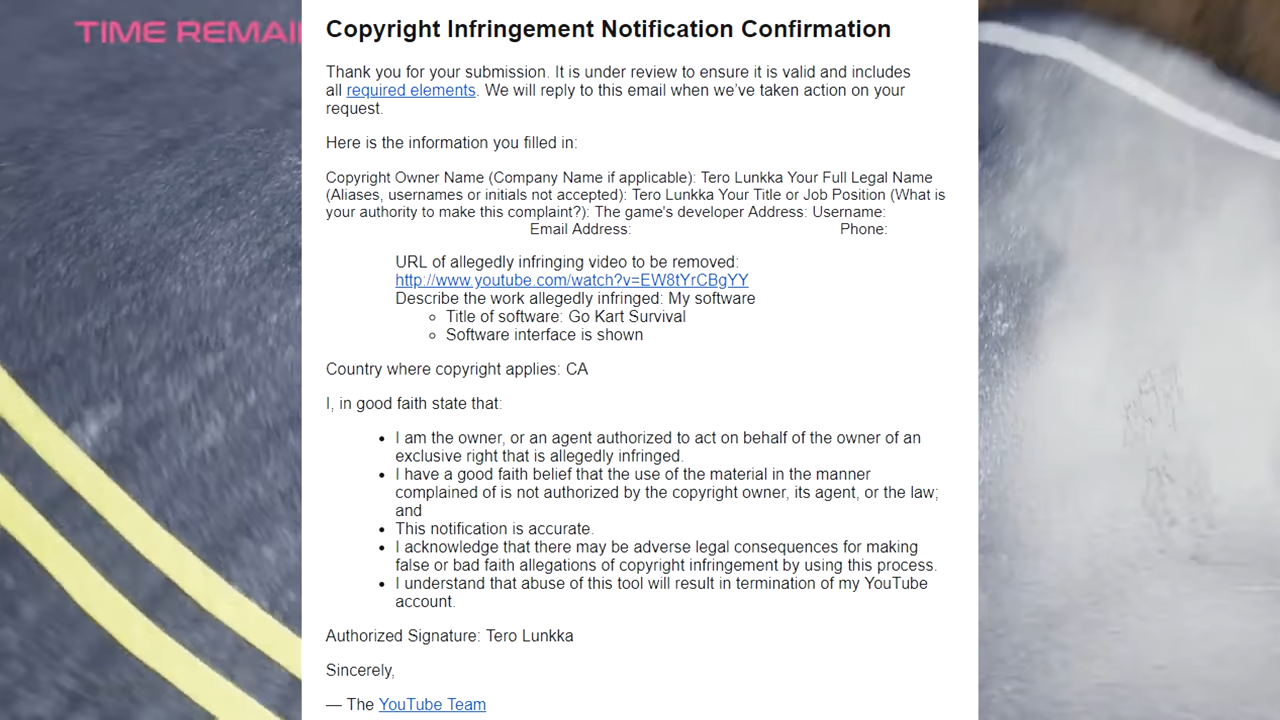 TIME REMAI
Copyright Infringement Notification Confirmation
Thank you for your submission. It is under review to ensure it is valid and includes
all required elements. We will reply to this email when we’ve taken action on your
request.
Here is the information you filled in:
Copyright Owner Name (Company Name if applicable): Tero Lunkka Your Full Legal Name
(Aliases, usernames or initials not accepted): Tero Lunkka Your Title or Job Position (What is
your authority to make this complaint?): The game's developer Address: Username:
Email Address: Phone:
URL of allegedly infringing video to be removed:
http://www.youtube.com/watch?v=EW8tYrCBgYY
Describe the work allegedly infringed: My software
◦ Title of software: Go Kart Survival
◦ Software interface is shown
Country where copyright applies: CA
I, in good faith state that:
• I am the owner, or an agent authorized to act on behalf of the owner of an
exclusive right that is allegedly infringed.
• I have a good faith belief that the use of the material in the manner
complained of is not authorized by the copyright owner, its agent, or the law;
and
• This notification is accurate.
• I acknowledge that there may be adverse legal consequences for making
false or bad faith allegations of copyright infringement by using this process.
• I understand that abuse of this tool will result in termination of my YouTube
account.
Authorized Signature: Tero Lunkka
Sincerely,
— The YouTube Team